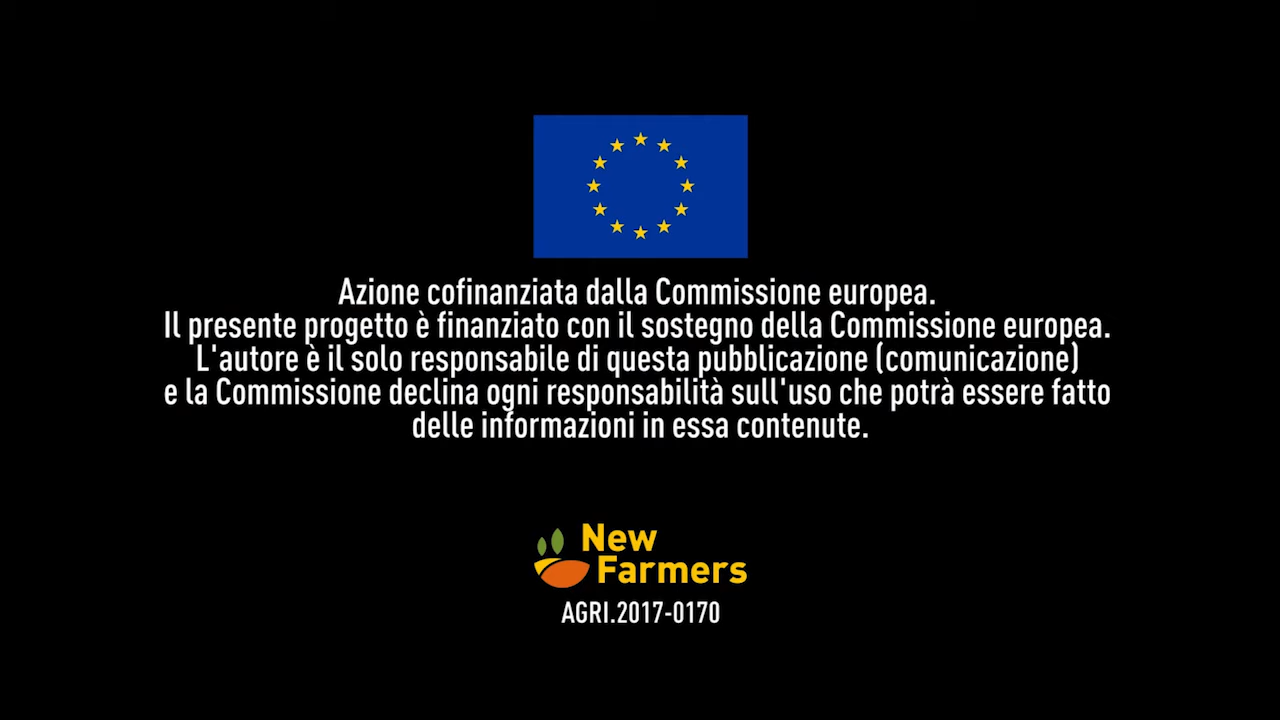 Azione cofinanziata dalla Commissione europea.
Il presente progetto è finanziato con il sostegno della Commissione europea.
L'autore è il solo responsabile di questa pubblicazione (comunicazione)
e la Commissione declina ogni responsabilità sull'uso che potrà essere fatto
delle informazioni in essa contenute.
New
Farmers
AGRI.2017-0170